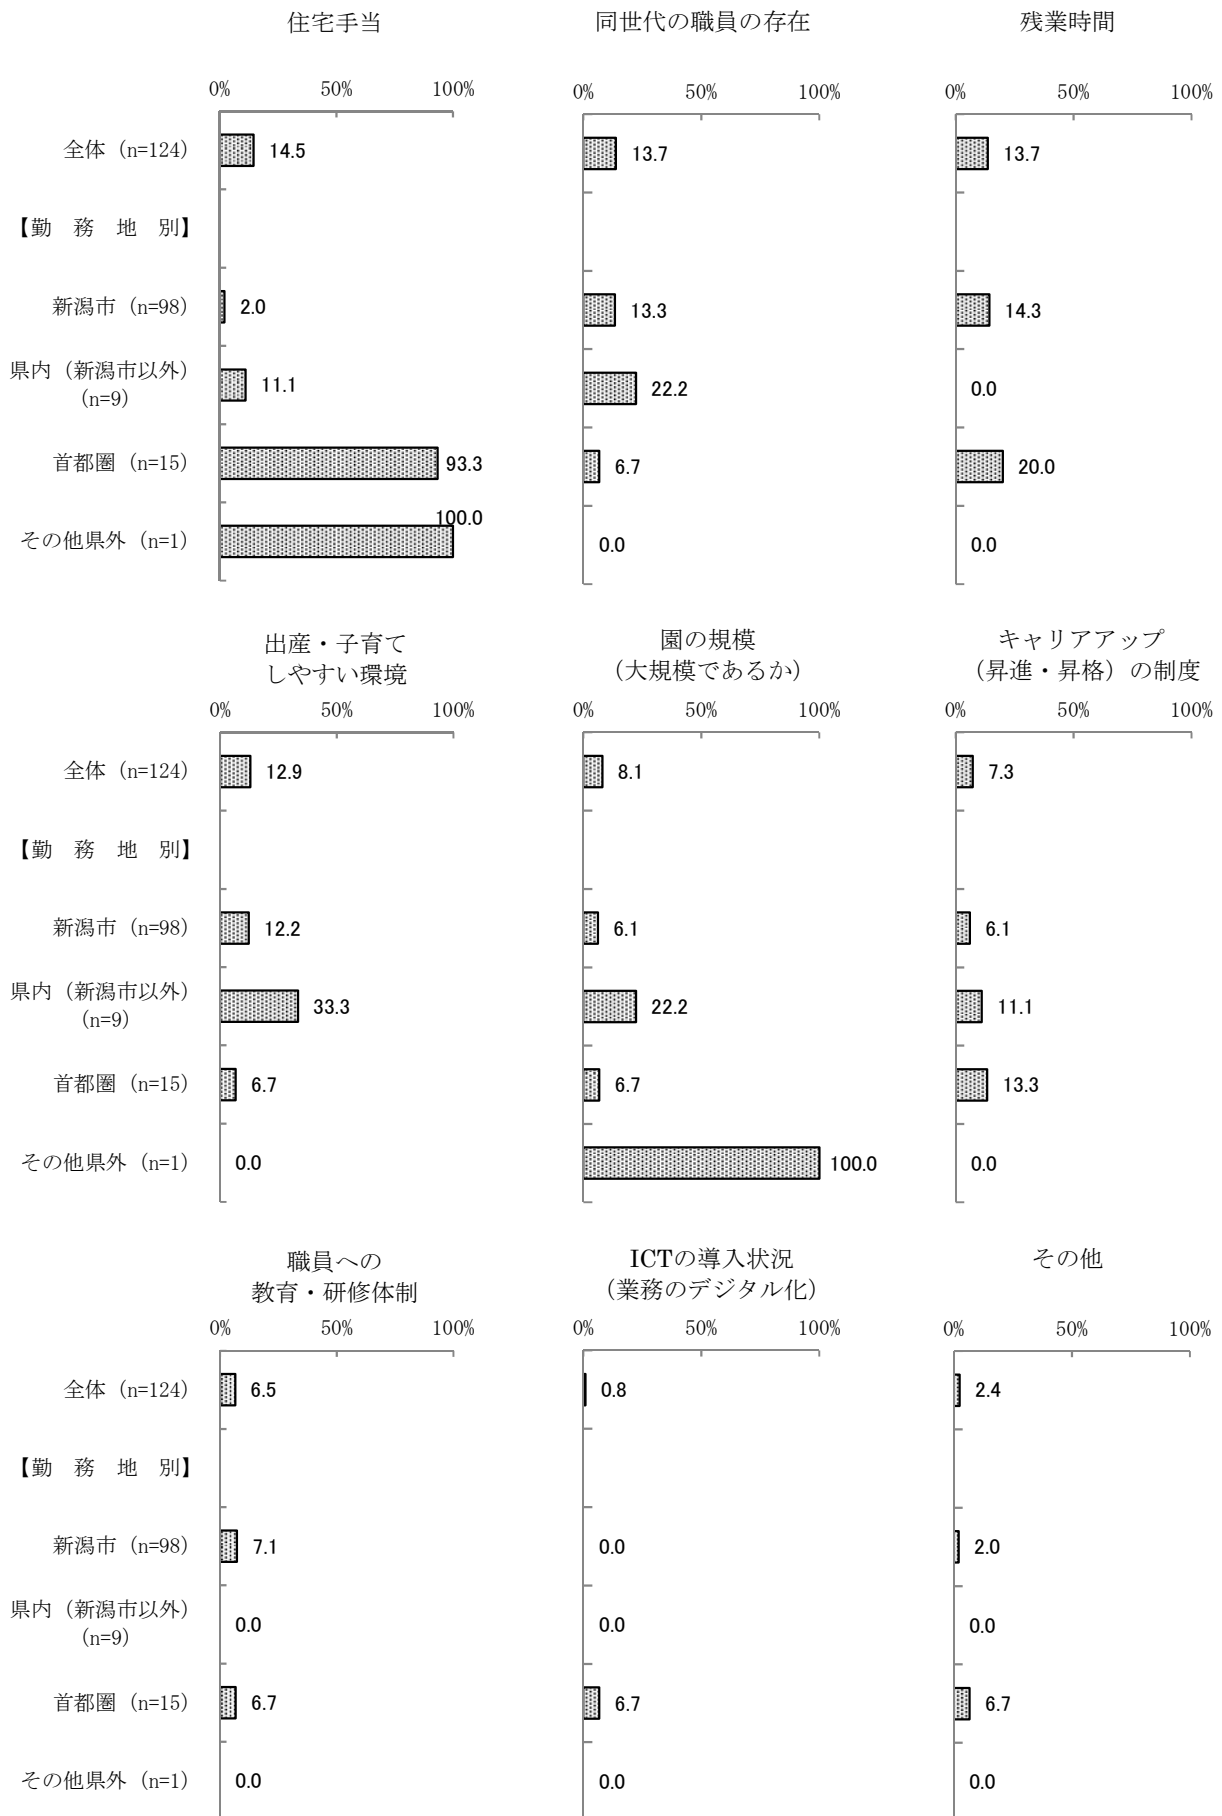 住宅手当
同世代の職員の存在
残業時間
0% 50% 100%
0% 50% 100%
0% 50% 100%
全体 (n=124) 14.5 13.7 13.7
【勤 務 地 別】
新潟市 (n=98) 2.0 13.3 14.3
県内（新潟市以外）
(n=9) 11.1 22.2 0.0
首都圏 (n=15) 93.3 6.7 20.0
その他県外 (n=1) 100.0 0.0 0.0
出産・子育て
しやすい環境
園の規模
（大規模であるか）
キャリアアップ
（昇進・昇格）の制度
0% 50% 100%
0% 50% 100%
0% 50% 100%
全体 (n=124) 12.9 8.1 7.3
【勤 務 地 別】
新潟市 (n=98) 12.2 6.1 6.1
県内（新潟市以外）
(n=9) 33.3 22.2 11.1
首都圏 (n=15) 6.7 6.7 13.3
その他県外 (n=1) 0.0 100.0 0.0
職員への
教育・研修体制
ICTの導入状況
（業務のデジタル化）
その他
0% 50% 100%
0% 50% 100%
0% 50% 100%
全体 (n=124) 6.5 0.8 2.4
【勤 務 地 別】
新潟市 (n=98) 7.1 0.0 2.0
県内（新潟市以外）
(n=9) 0.0 0.0 0.0
首都圏 (n=15) 6.7 6.7 6.7
その他県外 (n=1) 0.0 0.0 0.0